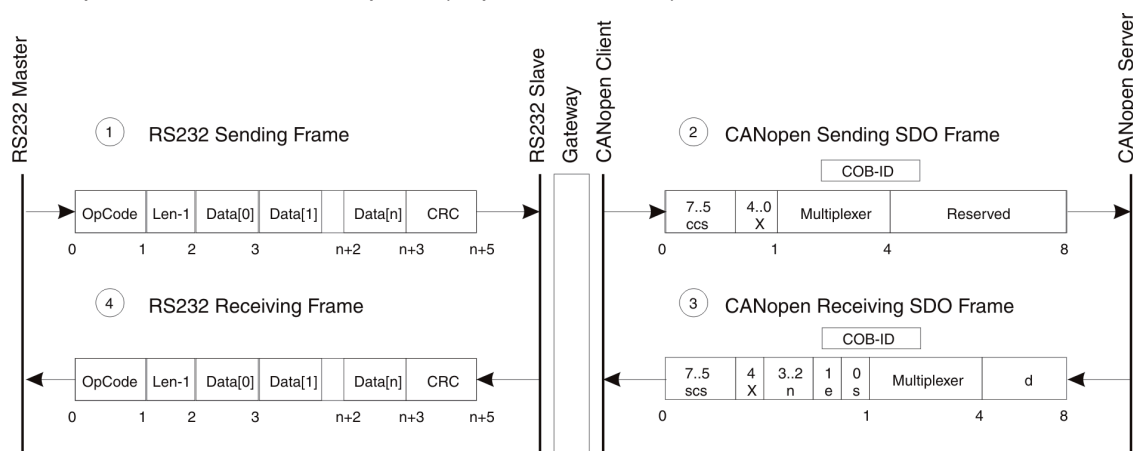 RS232 Master
RS232 Slave
Gateway
CANopen Client
CANopen Server
1 RS232 Sending Frame
OpCode Len-1 Data[0] Data[1] Data[n] CRC
0 1 2 3 n+2 n+3 n+5
2 CANopen Sending SDO Frame
COB-ID
7..5 4..0 Multiplexer Reserved
ccs X
0 1 4 8
4 RS232 Receiving Frame
OpCode Len-1 Data[0] Data[1] Data[n] CRC
0 1 2 3 n+2 n+3 n+5
3 CANopen Receiving SDO Frame
COB-ID
7..5 4 3..2 1 0 Multiplexer d
scs X n e s
0 1 4 8